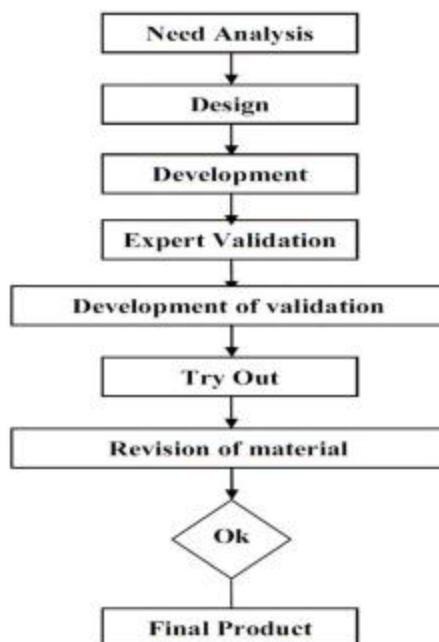 Need Analysis
Design
Development
Expert Validation
Development of validation
Try Out
Revision of material
Ok
Final Product